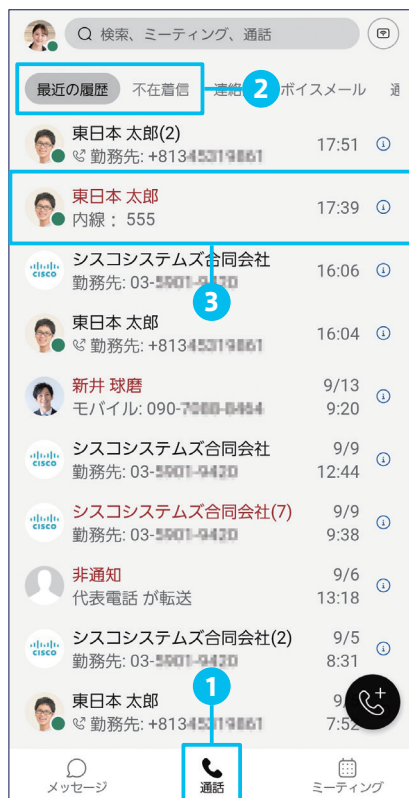 検索、ミーティング、通話
最近の履歴 不在着信 連絡 ボイスメール
2
東日本 太郎(2)
勤務先: +813
17:51
東日本 太郎
内線： 555
17:39
シスコシステムズ合同会社
勤務先: 03-
16:06
3
東日本 太郎
勤務先: +813
16:04
新井 球磨
モバイル: 090-
9/13
9:20
シスコシステムズ合同会社
勤務先: 03-
9/9
12:44
シスコシステムズ合同会社(7)
勤務先: 03-
9/9
9:38
非通知
代表電話 が転送
9/6
13:18
シスコシステムズ合同会社(2)
勤務先: 03-
9/5
8:31
1
東日本 太郎
勤務先: +813
9/
7:52
メッセージ 通話 ミーティング